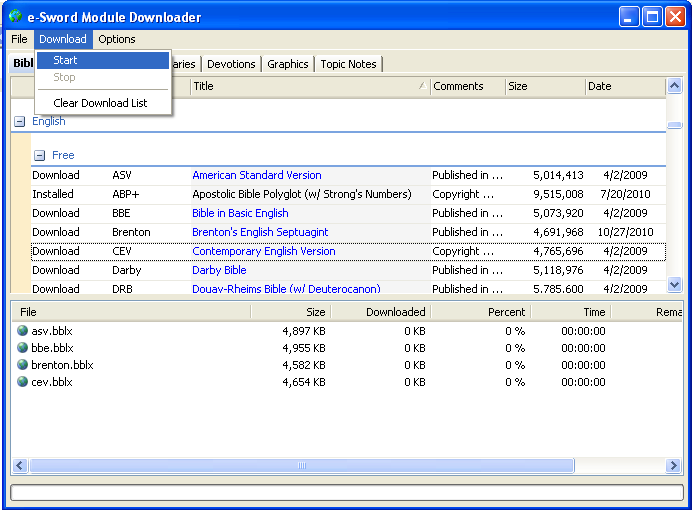 e-Sword Module Downloader
File Download Options
Bibl aries Devotions Graphics Topic Notes
Start
Stop
Clear Download List
Title Comments Size Date
English
Free
Download ASV American Standard Version Published in ... 5,014,413 4/2/2009
Installed ABP+ Apostolic Bible Polyglot (w/ Strong's Numbers) Copyright ... 9,515,008 7/20/2010
Download BBE Bible in Basic English Published in ... 5,073,920 4/2/2009
Download Brenton Brenton's English Septuagint Published in ... 4,691,968 10/27/2010
Download CEV Contemporary English Version Copyright ... 4,765,696 4/2/2009
Download Darby Darby Bible Published in ... 5,118,976 4/2/2009
Download DRB Douay-Rheims Bible (w/ Deuterocanon) Published in ... 5,785,600 4/2/2009
File Size Downloaded Percent Time Rema
asv.bblx 4,897 KB 0 KB 0 % 00:00:00
bbe.bblx 4,955 KB 0 KB 0 % 00:00:00
brenton.bblx 4,582 KB 0 KB 0 % 00:00:00
cev.bblx 4,654 KB 0 KB 0 % 00:00:00